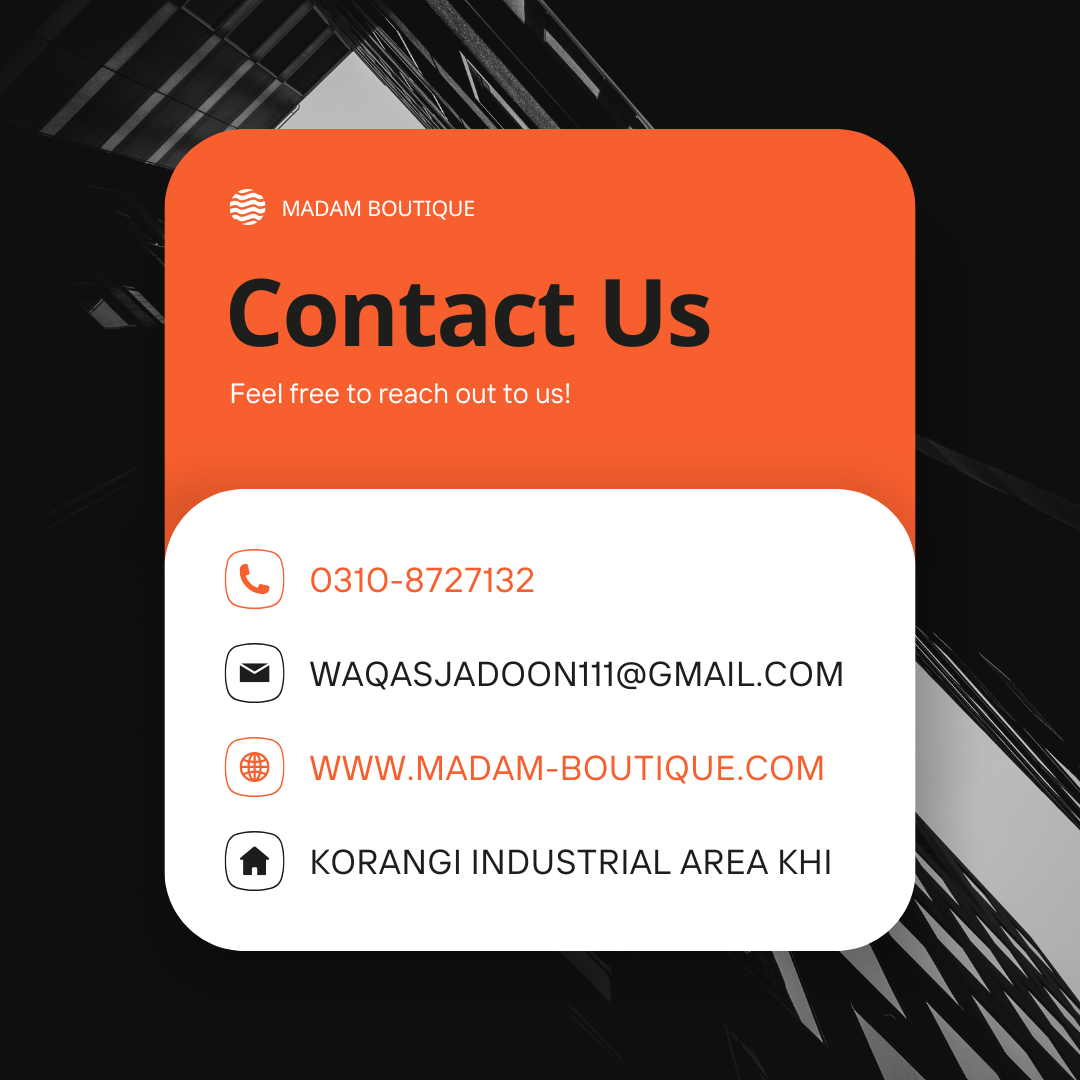 MADAM BOUTIQUE
Contact Us
Feel free to reach out to us!
0310-8727132
WAQASJADOON111@GMAIL.COM
WWW.MADAM-BOUTIQUE.COM
KORANGI INDUSTRIAL AREA KHI